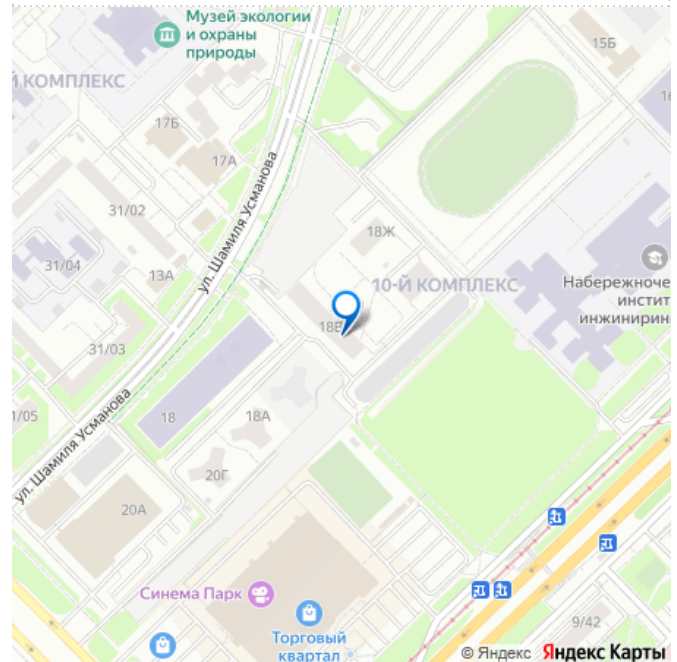 Музей экологии
и охраны
природы
15Б
Й КОМПЛЕКС
17Б
17А
ул. Шамиля Усманова
31/02
18Ж
31/04
13А
10-Й КОМПЛЕКС
Набережноче
инстит
инжинирин
18В
31/03
1/05
18
18А
ул. Шамиля Усманова
20Г
20А
Синема Парк
9/42
Торговый
квартал
© Яндекс Яндекс Карты